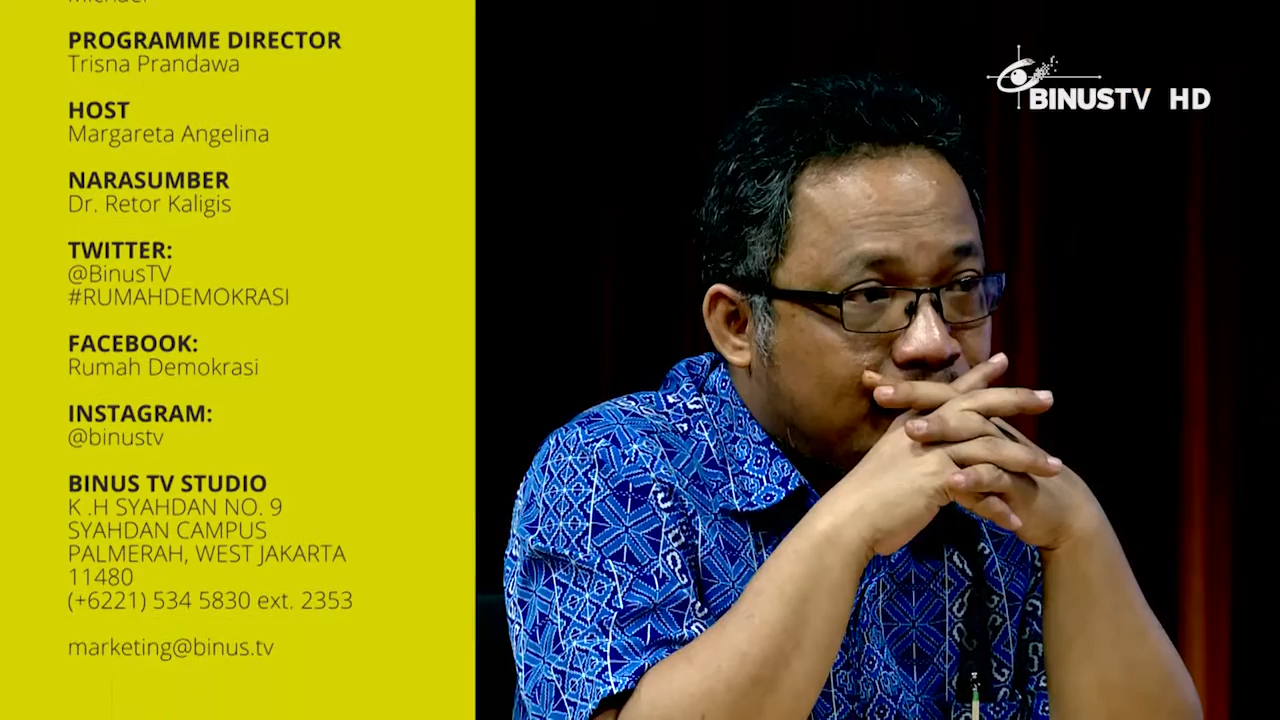 Michael
PROGRAMME DIRECTOR
Trisna Prandawa
HOST
Margareta Angelina
NARASUMBER
Dr. Retor Kaligis
TWITTER:
@BinusTV
#RUMAHDEMOKRASI
FACEBOOK:
Rumah Demokrasi
INSTAGRAM:
@binustv
BINUS TV STUDIO
K .H SYAHDAN NO. 9
SYAHDAN CAMPUS
PALMERAH, WEST JAKARTA
11480
(+6221) 534 5830 ext. 2353
marketing@binus.tv
BINUSTV HD